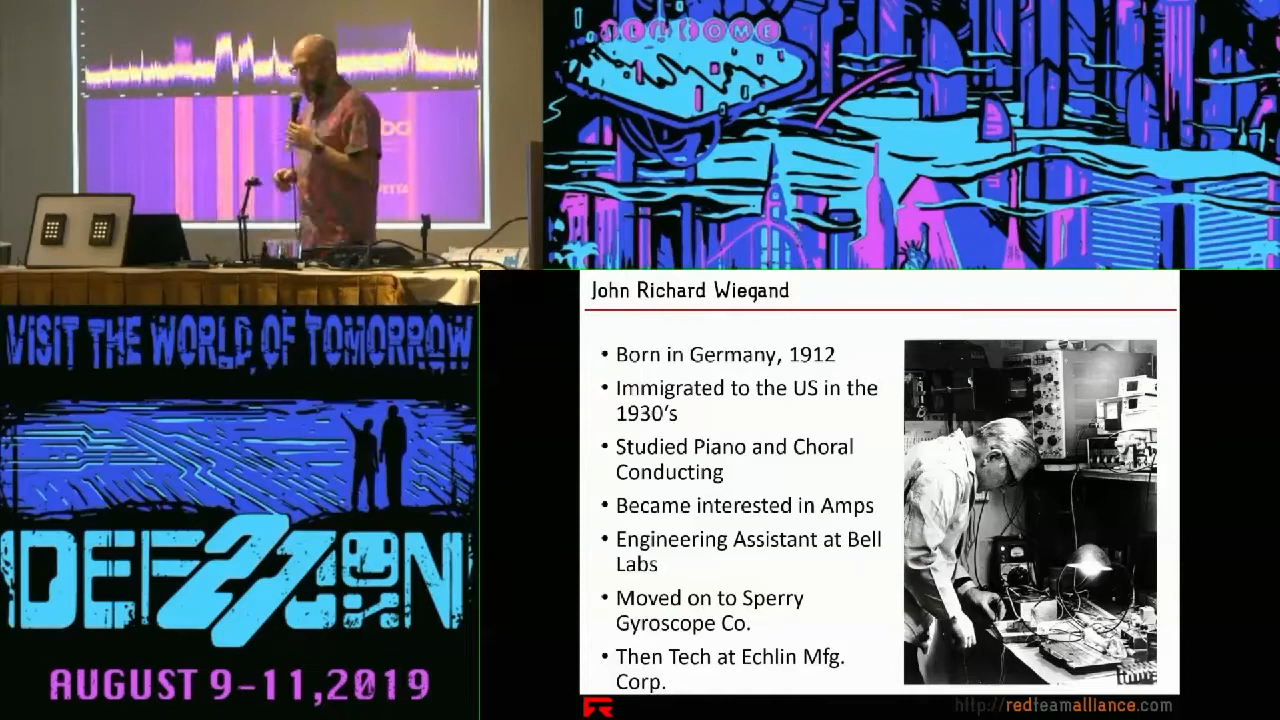 WELCOME
VISIT THE WORLD OF TOMORROW
DEFCON
27
AUGUST 9-11,2019
John Richard Wiegand
• Born in Germany, 1912
• Immigrated to the US in the
1930's
• Studied Piano and Choral
Conducting
• Became interested in Amps
• Engineering Assistant at Bell
Labs
• Moved on to Sperry
Gyroscope Co.
• Then Tech at Echlin Mfg.
Corp.
http://redteamalliance.com